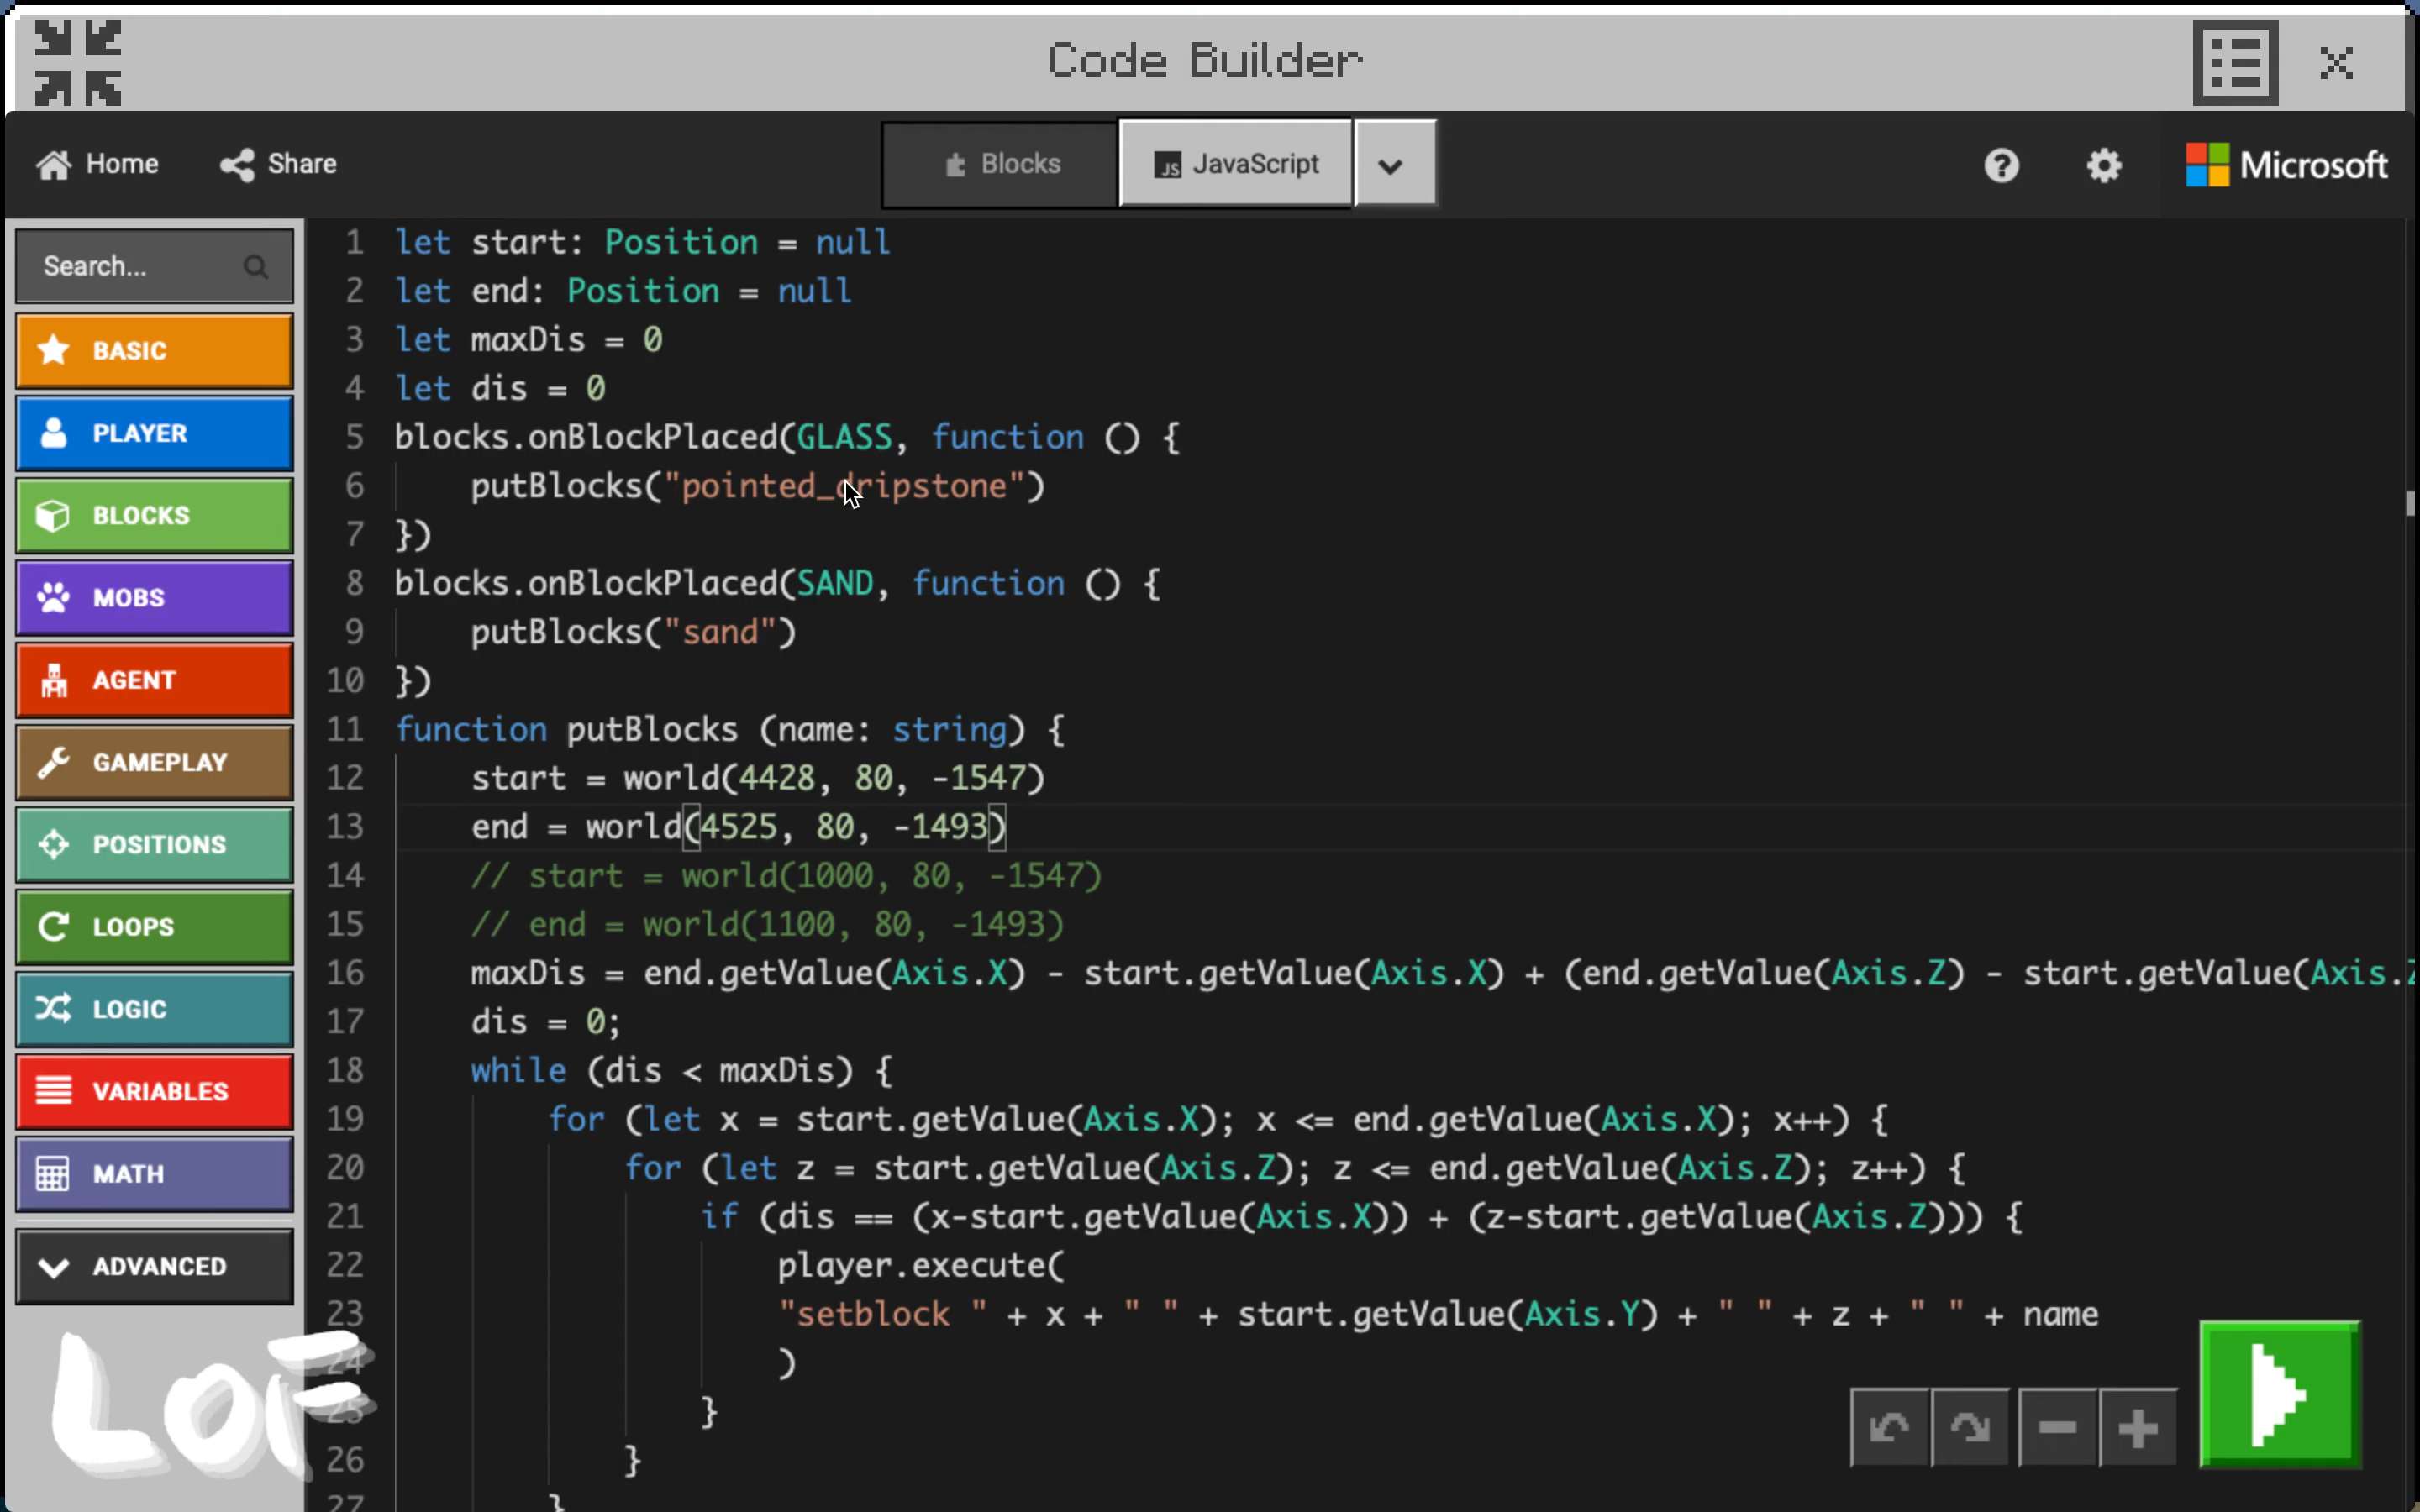 Code Builder
Home
Share
Blocks
JS JavaScript
Microsoft
Search...
BASIC
PLAYER
BLOCKS
MOBS
AGENT
GAMEPLAY
POSITIONS
LOOPS
LOGIC
VARIABLES
MATH
ADVANCED
LOF
1 let start: Position = null
2 let end: Position = null
3 let maxDis = 0
4 let dis = 0
5 blocks.onBlockPlaced(GLASS, function () {
6 putBlocks("pointed_dripstone")
7 })
8 blocks.onBlockPlaced(SAND, function () {
9 putBlocks("sand")
10 })
11 function putBlocks (name: string) {
12 start = world(4428, 80, -1547)
13 end = world(4525, 80, -1493)
14 // start = world(1000, 80, -1547)
15 // end = world(1100, 80, -1493)
16 maxDis = end.getValue(Axis.X) - start.getValue(Axis.X) + (end.getValue(Axis.Z) - start.getValue(Axis.Z
17 dis = 0;
18 while (dis < maxDis) {
19 for (let x = start.getValue(Axis.X); x <= end.getValue(Axis.X); x++) {
20 for (let z = start.getValue(Axis.Z); z <= end.getValue(Axis.Z); z++) {
21 if (dis == (x-start.getValue(Axis.X)) + (z-start.getValue(Axis.Z))) {
22 player.execute(
23 "setblock " + x + " " + start.getValue(Axis.Y) + " " + z + " " + name
24 )
25 }
26 }
27 }